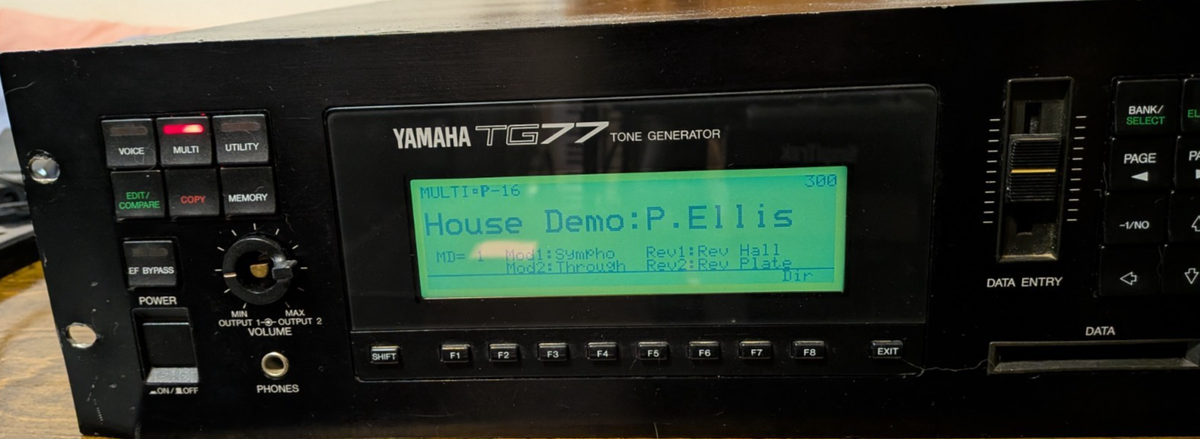 YAMAHA TG77 TONE GENERATOR
VOICE MULTI UTILITY
EDIT/
COMPARE COPY MEMORY
EF BYPASS
POWER
ON / OFF
MIN MAX
OUTPUT 1 OUTPUT 2
VOLUME
PHONES
MULTI P-16 300
House Demo:P.Ellis
MD= 1 Mod1:Sympho Rev1:Rev Hall
Mod2:Through Rev2:Rev Plate
Dir
SHIFT F1 F2 F3 F4 F5 F6 F7 F8 EXIT
DATA ENTRY
BANK/
SELECT
PAGE
-1/NO
DATA